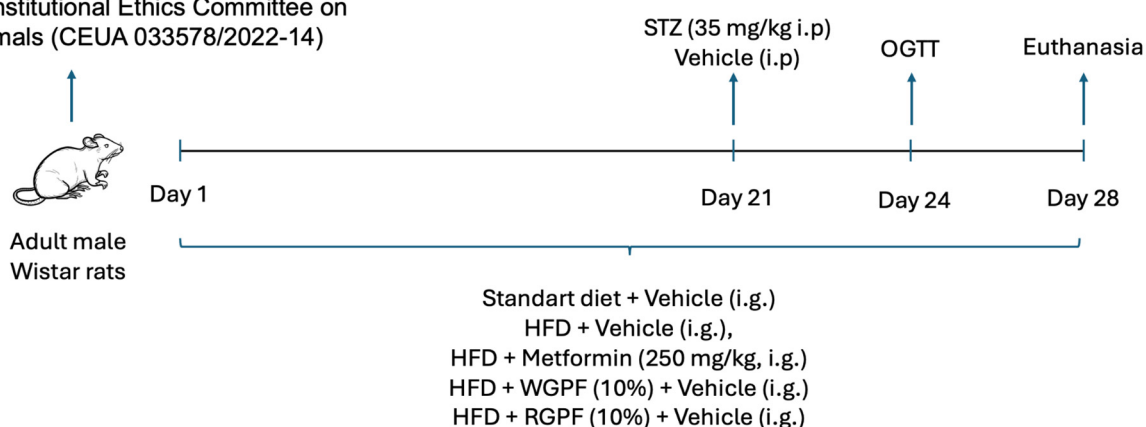 nstitutional Ethics Committee on
mals (CEUA 033578/2022-14)
STZ (35 mg/kg i.p)
Vehicle (i.p)
OGTT
Euthanasia
Day 1
Day 21
Day 24
Day 28
Adult male
Wistar rats
Standart diet + Vehicle (i.g.)
HFD + Vehicle (i.g.),
HFD + Metformin (250 mg/kg, i.g.)
HFD + WGPF (10%) + Vehicle (i.g.)
HFD + RGPF (10%) + Vehicle (i.g.)